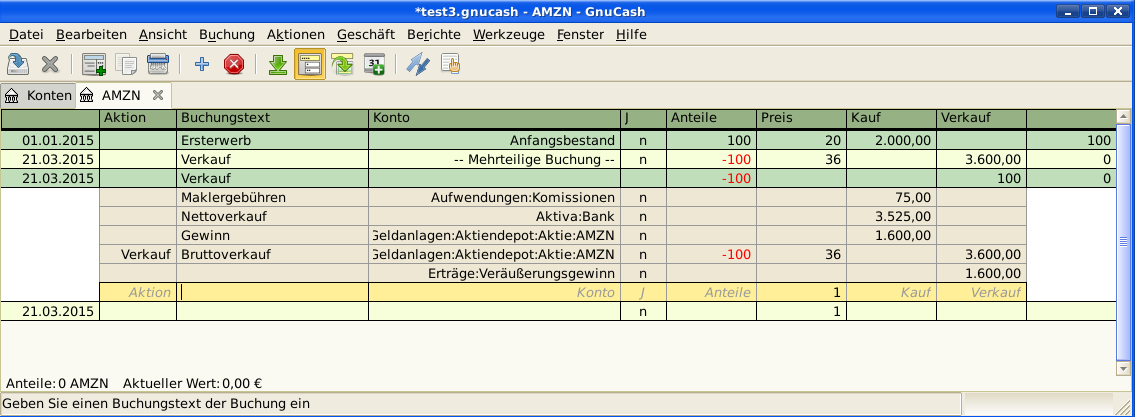 *test3.gnucash - AMZN - GnuCash
Datei Bearbeiten Ansicht Buchung Aktionen Geschäft Berichte Werkzeuge Fenster Hilfe
31
Konten AMZN
Aktion Buchungstext Konto J Anteile Preis Kauf Verkauf
01.01.2015 Ersterwerb Anfangsbestand n 100 20 2.000,00 100
21.03.2015 Verkauf -- Mehrteilige Buchung -- n -100 36 3.600,00 0
21.03.2015 Verkauf -100 100 0
Maklergebühren Aufwendungen:Komissionen n 75,00
Nettoverkauf Aktiva:Bank n 3.525,00
Gewinn Geldanlagen:Aktiendepot:Aktie:AMZN n 1.600,00
Verkauf Bruttoverkauf Geldanlagen:Aktiendepot:Aktie:AMZN n -100 36 3.600,00
Erträge:Veräußerungsgewinn n 1.600,00
Aktion Konto J Anteile 1 Kauf Verkauf
21.03.2015 n 1
Anteile: 0 AMZN Aktueller Wert: 0,00 €
Geben Sie einen Buchungstext der Buchung ein